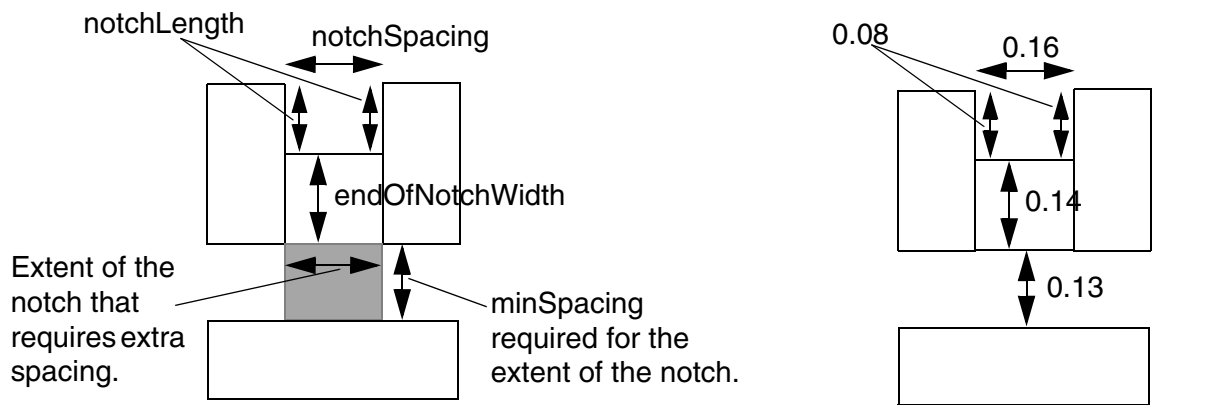 notchLength
notchSpacing
endOfNotchWidth
Extent of the
notch that
requires extra
spacing.
minSpacing
required for the
extent of the notch.
0.08
0.16
0.14
0.13